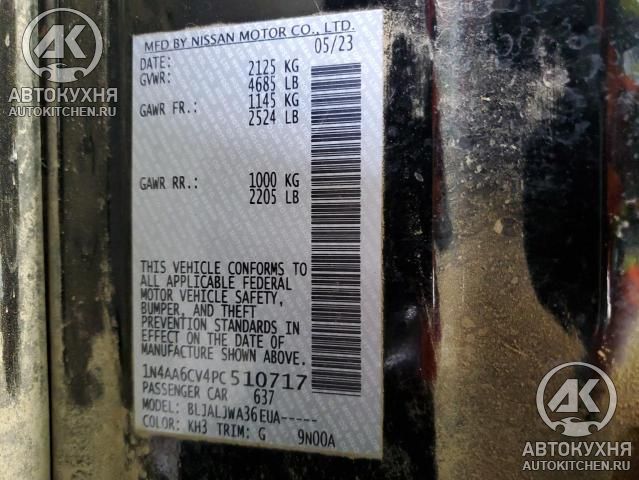 MFD BY NISSAN MOTOR CO., LTD.
05/23
DATE:
GVWR: 2125 KG
4685 LB
GAWR FR.: 1145 KG
2524 LB
GAWR RR.: 1000 KG
2205 LB
THIS VEHICLE CONFORMS TO
ALL APPLICABLE FEDERAL
MOTOR VEHICLE SAFETY,
BUMPER, AND THEFT
PREVENTION STANDARDS IN
EFFECT ON THE DATE OF
MANUFACTURE SHOWN ABOVE.
1N4AA6CV4PC510717
PASSENGER CAR 637
MODEL: BLJALJWA36EUA-----
COLOR: KH3 TRIM: G 9N00A
АК
АВТОКУХНЯ
AUTOKITCHEN.RU
АК
АВТОКУХНЯ
AUTOKITCHEN.RU